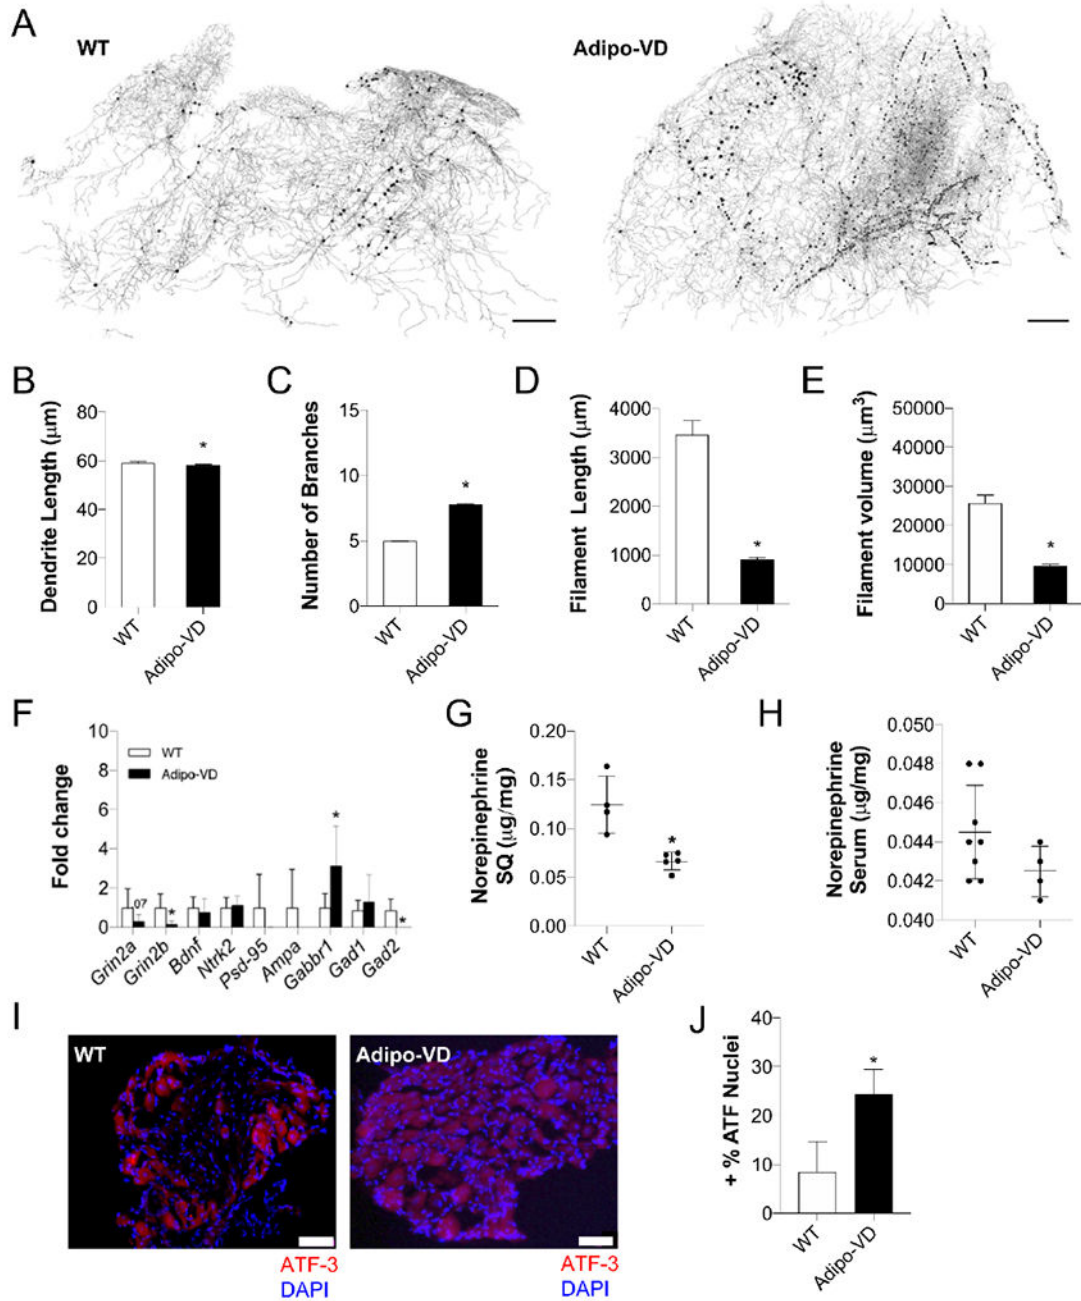 A
WT
Adipo-VD
B
Dendrite Length (μm)
80
60
40
20
0
WT
Adipo-VD
*
C
Number of Branches
15
10
5
0
WT
Adipo-VD
*
D
Filament Length (μm)
4000
3000
2000
1000
0
WT
Adipo-VD
*
E
Filament volume (μm³)
50000
40000
30000
20000
10000
0
WT
Adipo-VD
*
F
Fold change
10
8
6
4
2
0
WT
Adipo-VD
07
*
*
*
Grin2a
Grin2b
Bdnf
Ntrk2
Psd-95
Ampa
Gabbr1
Gad1
Gad2
G
Norepinephrine
SQ (μg/mg)
0.20
0.15
0.10
0.05
0.00
WT
Adipo-VD
*
H
Norepinephrine
Serum (μg/mg)
0.050
0.048
0.046
0.044
0.042
0.040
WT
Adipo-VD
I
WT
Adipo-VD
ATF-3
DAPI
ATF-3
DAPI
J
+ % ATF Nuclei
40
30
20
10
0
WT
Adipo-VD
*